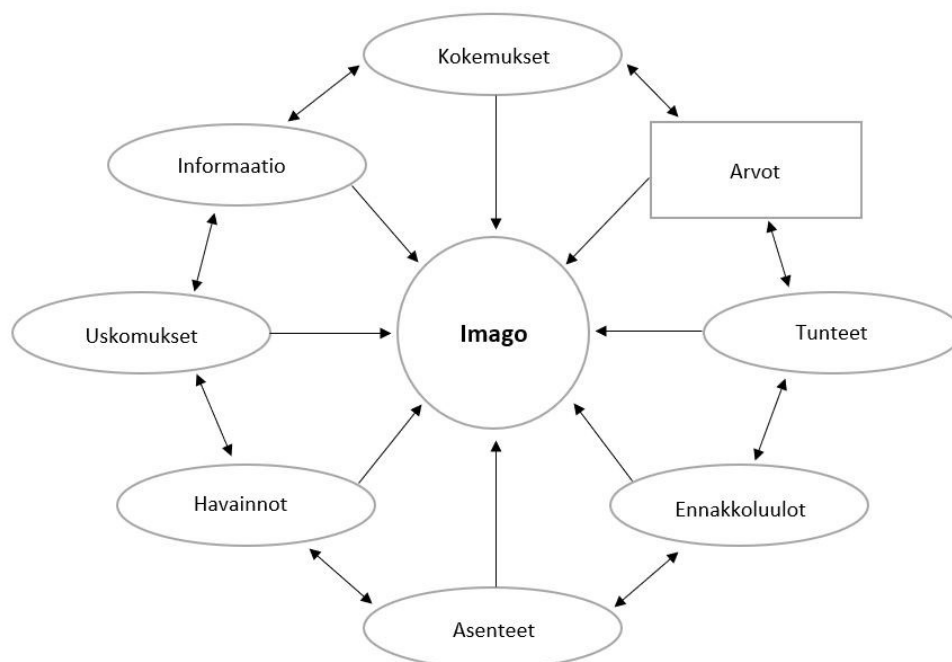 Kokemukset
Informaatio
Arvot
Uskomukset
Imago
Tunteet
Havainnot
Ennakkoluulot
Asenteet